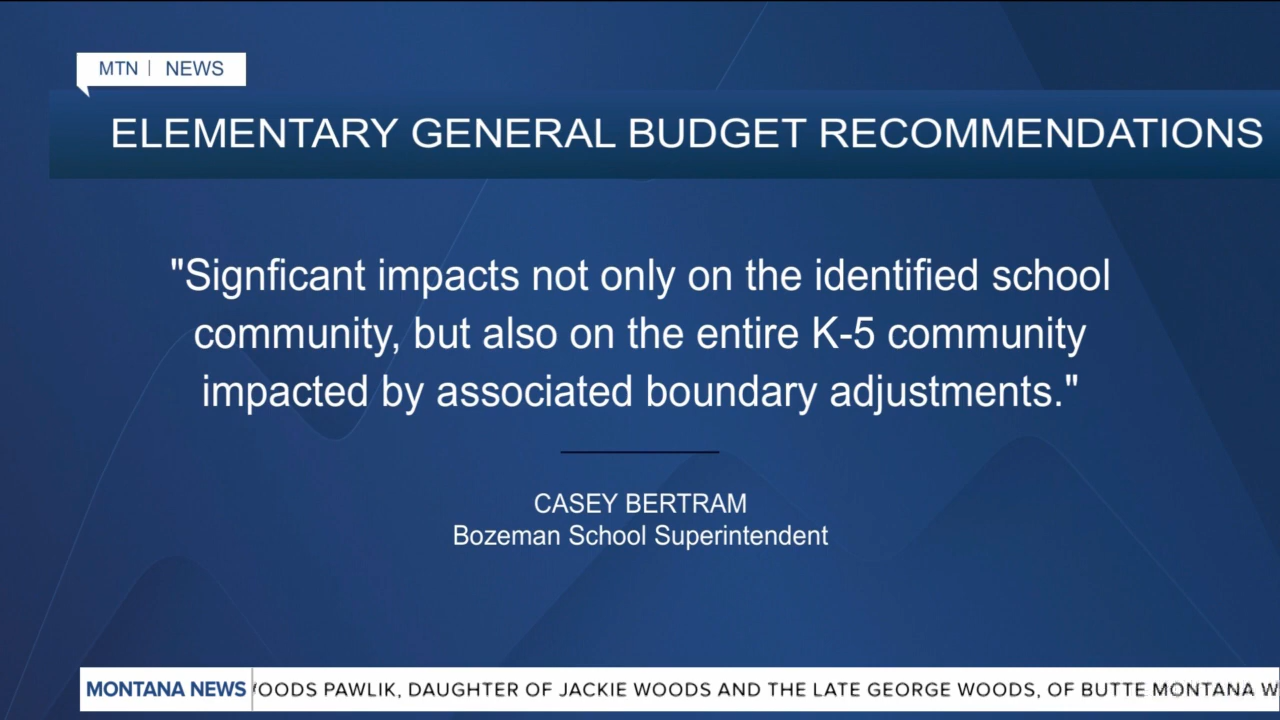 MTN | NEWS
ELEMENTARY GENERAL BUDGET RECOMMENDATIONS
"Signficant impacts not only on the identified school
community, but also on the entire K-5 community
impacted by associated boundary adjustments."
CASEY BERTRAM
Bozeman School Superintendent
MONTANA NEWS
OODS PAWLIK, DAUGHTER OF JACKIE WOODS AND THE LATE GEORGE WOODS, OF BUTTE MONTANA W